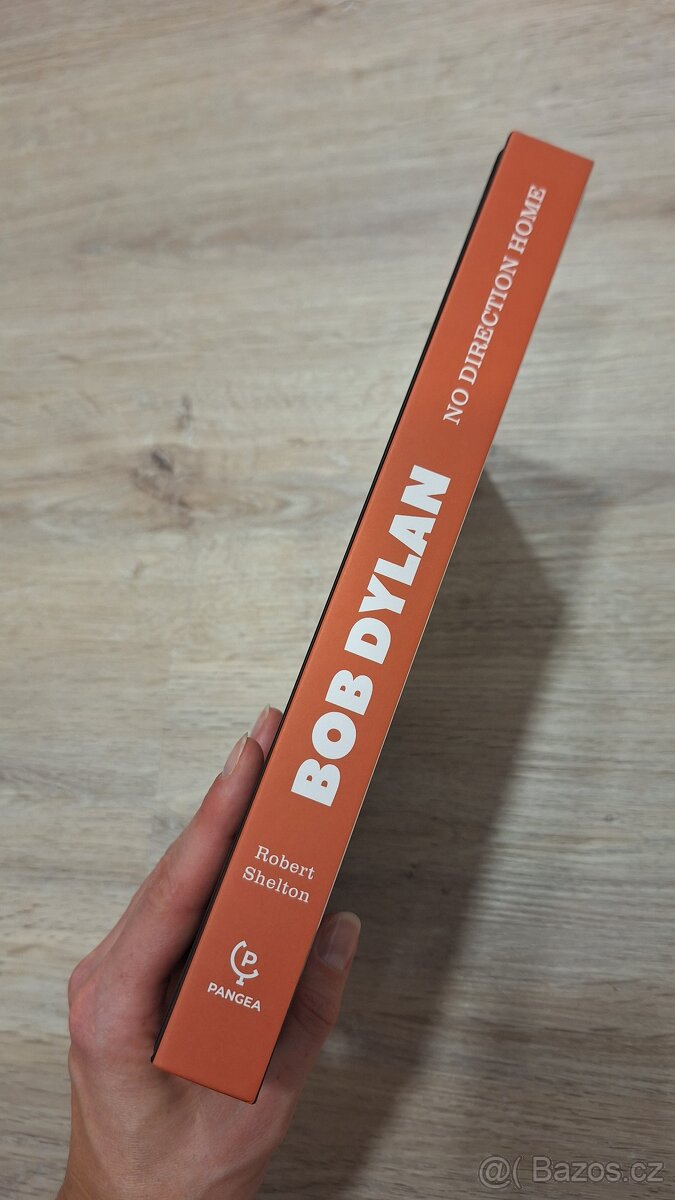 NO DIRECTION HOME
BOB DYLAN
Robert
Shelton
P
PANGEA
@( Bazos.cz